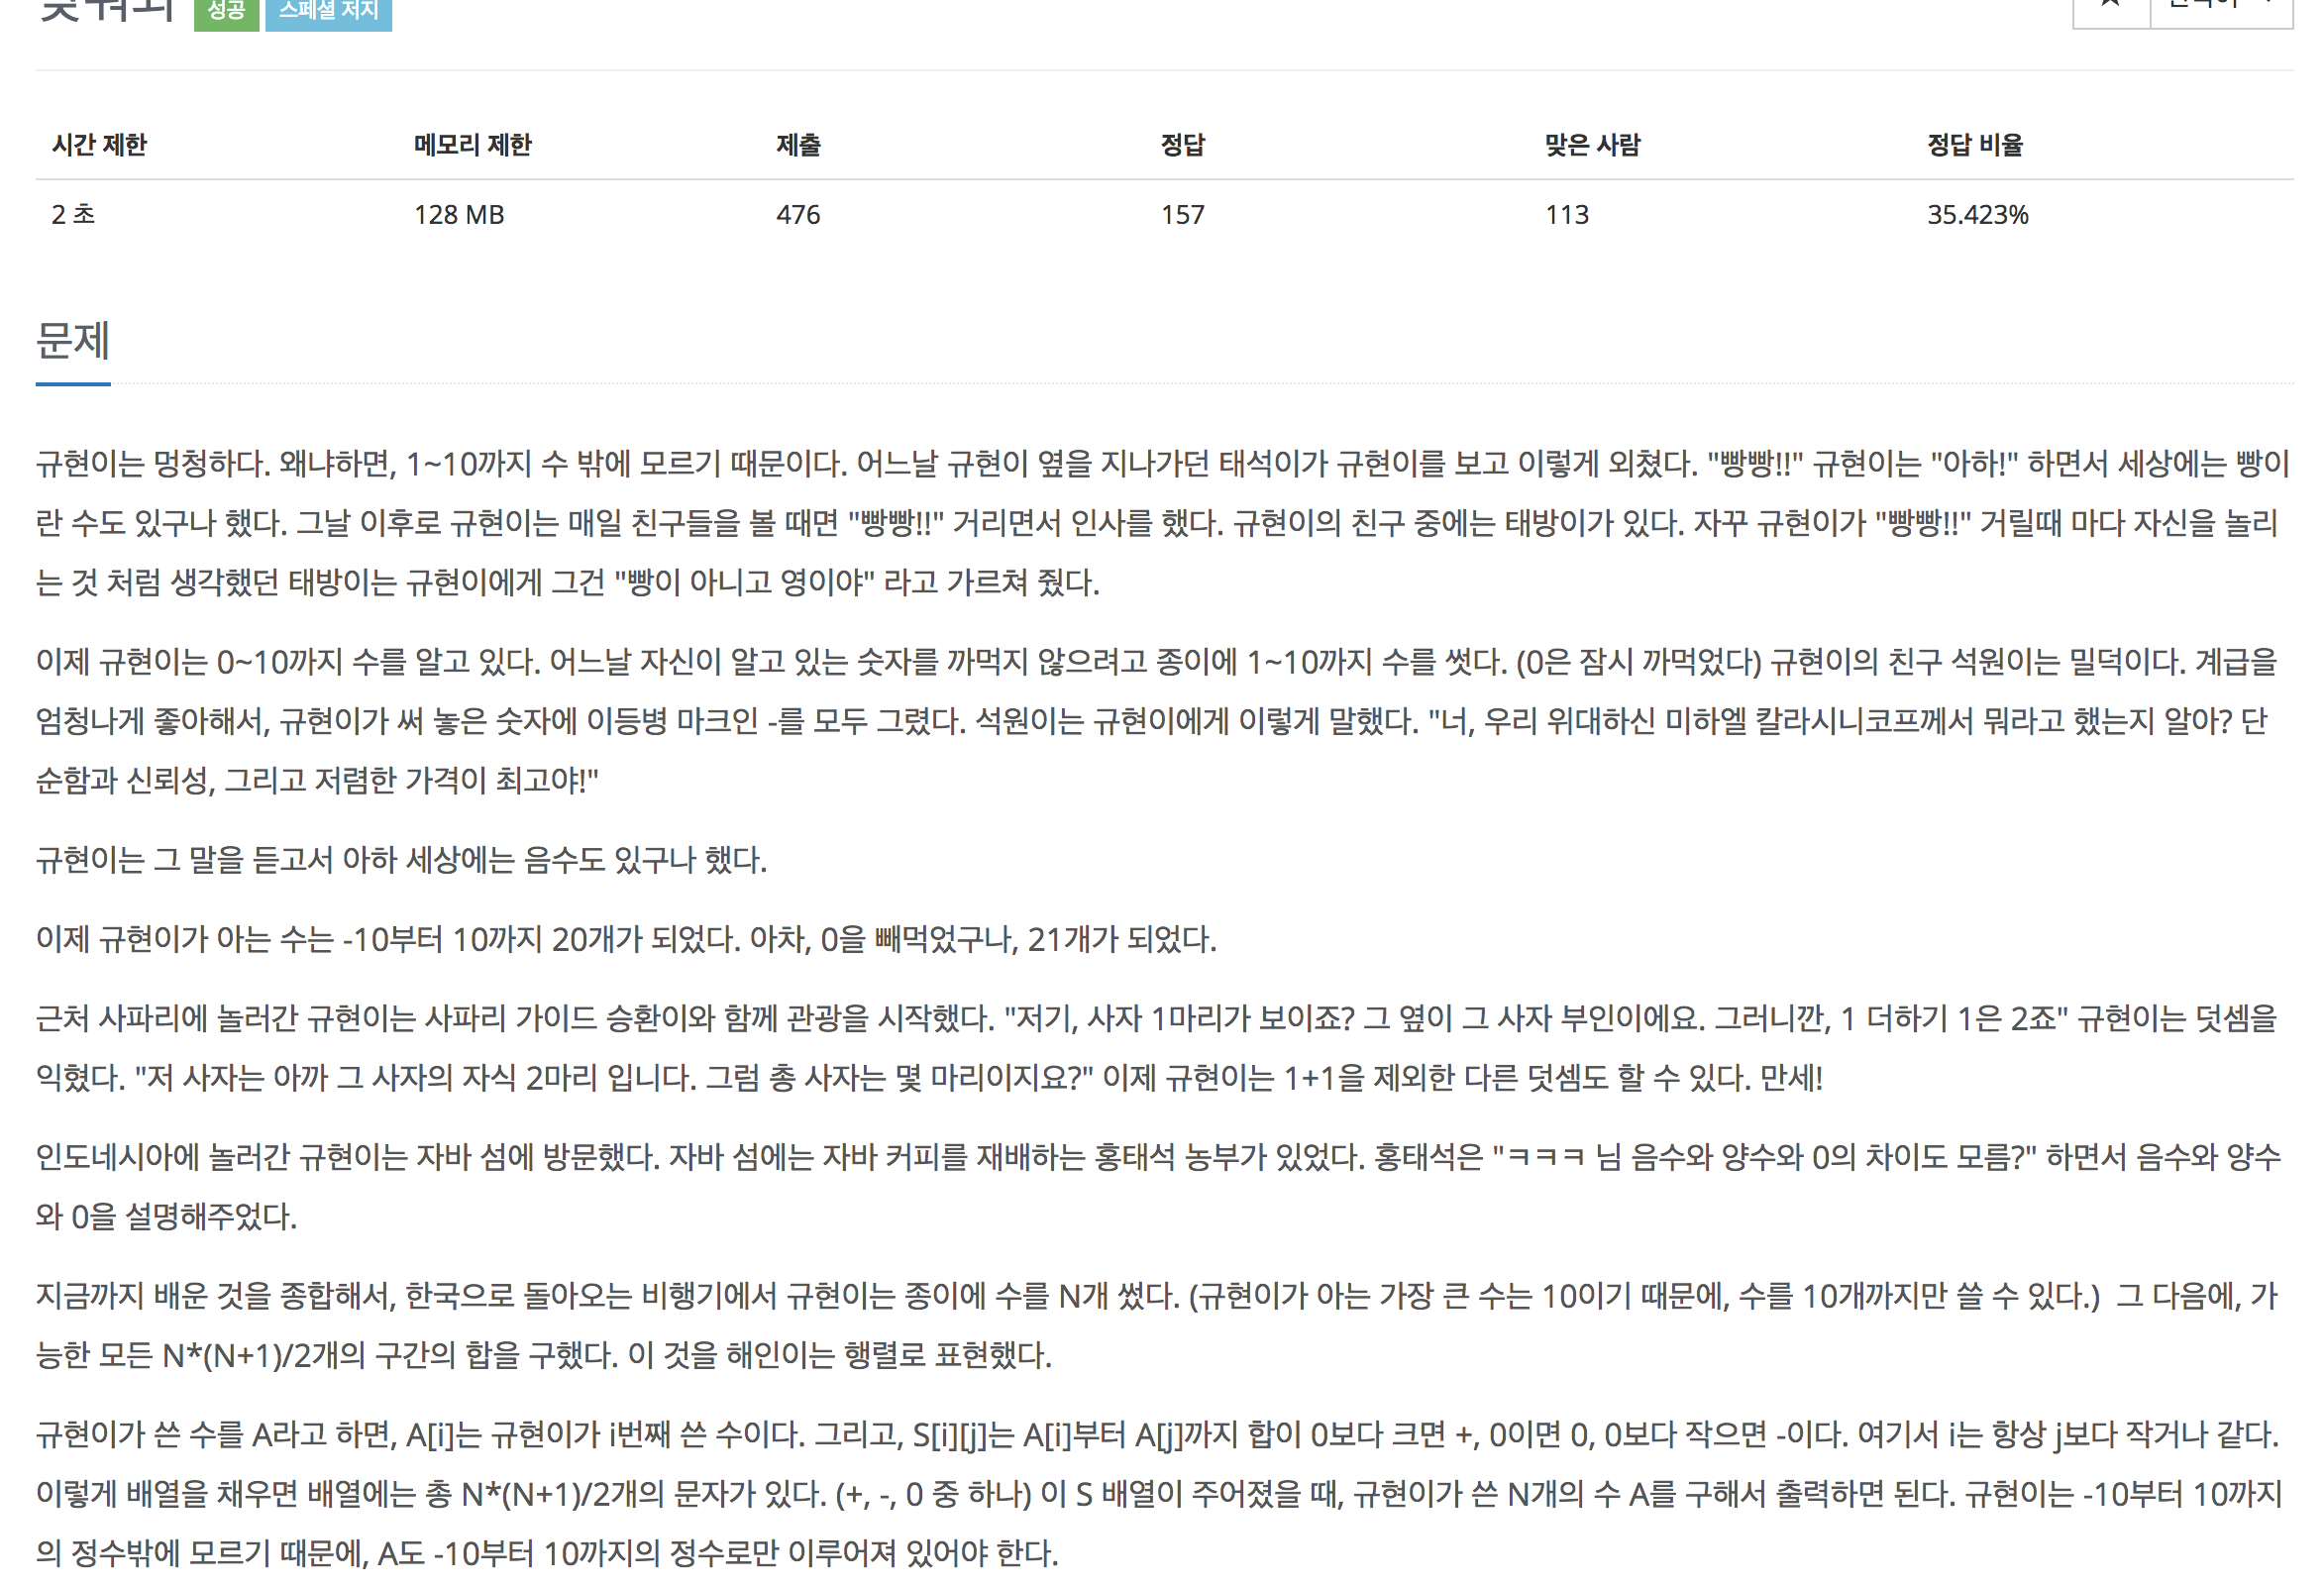 성공 스페셜 저지
시간 제한 메모리 제한 제출 정답 맞은 사람 정답 비율
2 초 128 MB 476 157 113 35.423%
문제
규현이는 멍청하다. 왜냐하면, 1~10까지 수 밖에 모르기 때문이다. 어느날 규현이 옆을 지나가던 태석이가 규현이를 보고 이렇게 외쳤다. "빵빵!!" 규현이는 "아하!" 하면서 세상에는 빵이
란 수도 있구나 했다. 그날 이후로 규현이는 매일 친구들을 볼 때면 "빵빵!!" 거리면서 인사를 했다. 규현이의 친구 중에는 태방이가 있다. 자꾸 규현이가 "빵빵!!" 거릴때 마다 자신을 놀리
는 것 처럼 생각했던 태방이는 규현이에게 그건 "빵이 아니고 영이야" 라고 가르쳐 줬다.
이제 규현이는 0~10까지 수를 알고 있다. 어느날 자신이 알고 있는 숫자를 까먹지 않으려고 종이에 1~10까지 수를 썻다. (0은 잠시 까먹었다) 규현이의 친구 석원이는 밀덕이다. 계급을
엄청나게 좋아해서, 규현이가 써 놓은 숫자에 이등병 마크인 -를 모두 그렸다. 석원이는 규현이에게 이렇게 말했다. "너, 우리 위대하신 미하엘 칼라시니코프께서 뭐라고 했는지 알아? 단
순함과 신뢰성, 그리고 저렴한 가격이 최고야!"
규현이는 그 말을 듣고서 아하 세상에는 음수도 있구나 했다.
이제 규현이가 아는 수는 -10부터 10까지 20개가 되었다. 아차, 0을 빼먹었구나, 21개가 되었다.
근처 사파리에 놀러간 규현이는 사파리 가이드 승환이와 함께 관광을 시작했다. "저기, 사자 1마리가 보이죠? 그 옆이 그 사자 부인이에요. 그러니깐, 1 더하기 1은 2죠" 규현이는 덧셈을
익혔다. "저 사자는 아까 그 사자의 자식 2마리 입니다. 그럼 총 사자는 몇 마리이지요?" 이제 규현이는 1+1을 제외한 다른 덧셈도 할 수 있다. 만세!
인도네시아에 놀러간 규현이는 자바 섬에 방문했다. 자바 섬에는 자바 커피를 재배하는 홍태석 농부가 있었다. 홍태석은 "ㅋㅋㅋ 님 음수와 양수와 0의 차이도 모름?" 하면서 음수와 양수
와 0을 설명해주었다.
지금까지 배운 것을 종합해서, 한국으로 돌아오는 비행기에서 규현이는 종이에 수를 N개 썼다. (규현이가 아는 가장 큰 수는 10이기 때문에, 수를 10개까지만 쓸 수 있다.) 그 다음에, 가
능한 모든 N*(N+1)/2개의 구간의 합을 구했다. 이 것을 해인이는 행렬로 표현했다.
규현이가 쓴 수를 A라고 하면, A[i]는 규현이가 i번째 쓴 수이다. 그리고, S[i][j]는 A[i]부터 A[j]까지 합이 0보다 크면 +, 0이면 0, 0보다 작으면 -이다. 여기서 i는 항상 j보다 작거나 같다.
이렇게 배열을 채우면 배열에는 총 N*(N+1)/2개의 문자가 있다. (+, -, 0 중 하나) 이 S 배열이 주어졌을 때, 규현이가 쓴 N개의 수 A를 구해서 출력하면 된다. 규현이는 -10부터 10까지
의 정수밖에 모르기 때문에, A도 -10부터 10까지의 정수로만 이루어져 있어야 한다.